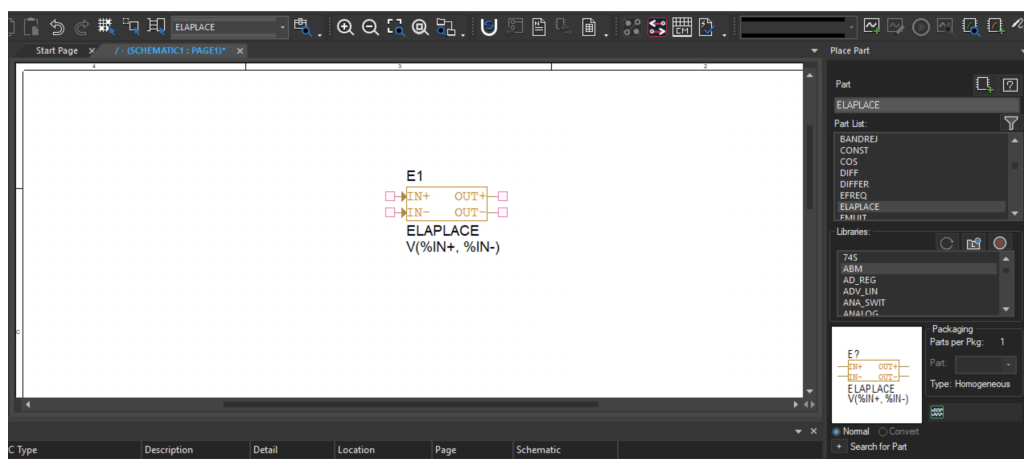 ELAPLACE
Start Page
/ - (SCHEMATIC1 : PAGE1)*
Place Part
4
3
2
Part
ELAPLACE
Part List:
BANDREJ
CONST
COS
DIFF
DIFFER
EFREQ
ELAPLACE
EMULT
E1
IN+ OUT+
IN- OUT-
ELAPLACE
V(%IN+, %IN-)
Libraries:
74S
ABM
AD_REG
ADV_LIN
ANA_SWIT
ANALOG
C
Packaging
Parts per Pkg: 1
Part:
Type: Homogeneous
E?
IN+ OUT+
IN- OUT-
ELAPLACE
V(%IN+, %IN-)
Normal Convert
+ Search for Part
C Type Description Detail Location Page Schematic
CM